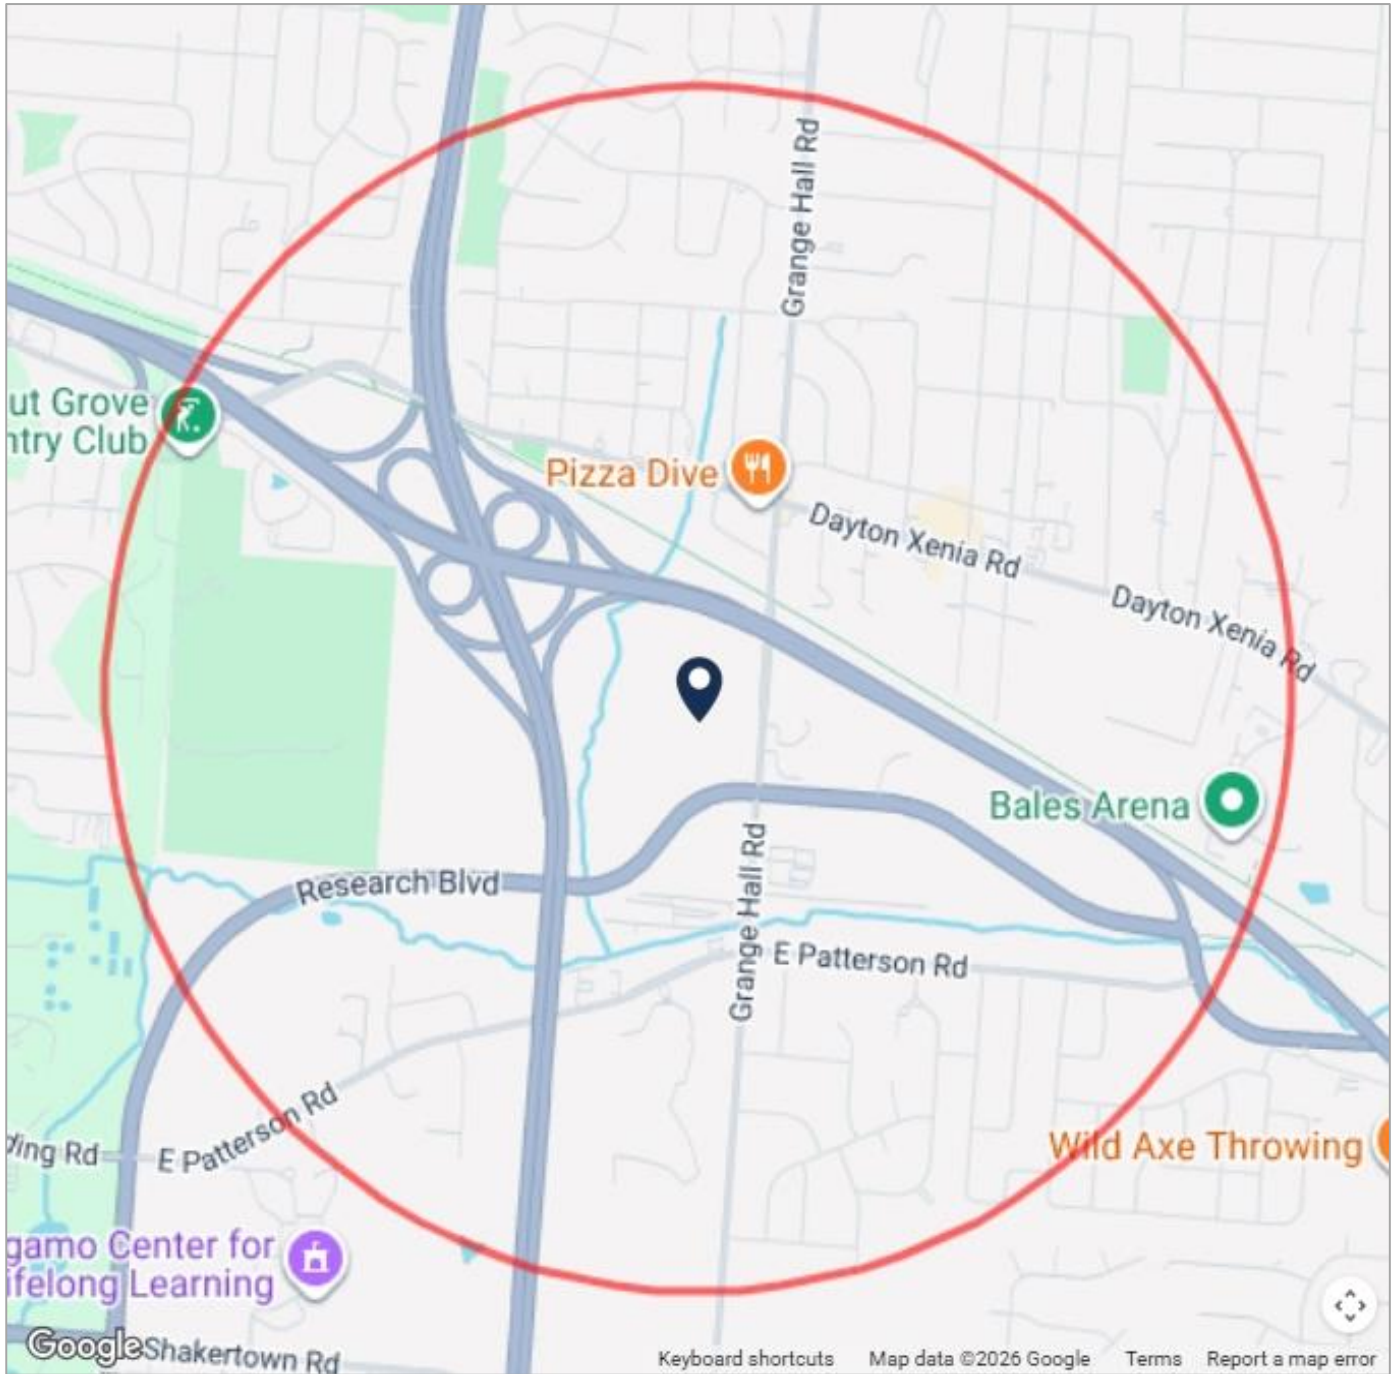 Grange Hall Rd
ut Grove
ntry Club
Pizza Dive
Dayton Xenia Rd
Dayton Xenia Rd
Bales Arena
Research Blvd
Grange Hall Rd
E Patterson Rd
ding Rd
E Patterson Rd
Wild Axe Throwing
gamo Center for
ifelong Learning
Google
Shakertown Rd
Keyboard shortcuts
Map data ©2026 Google
Terms
Report a map error